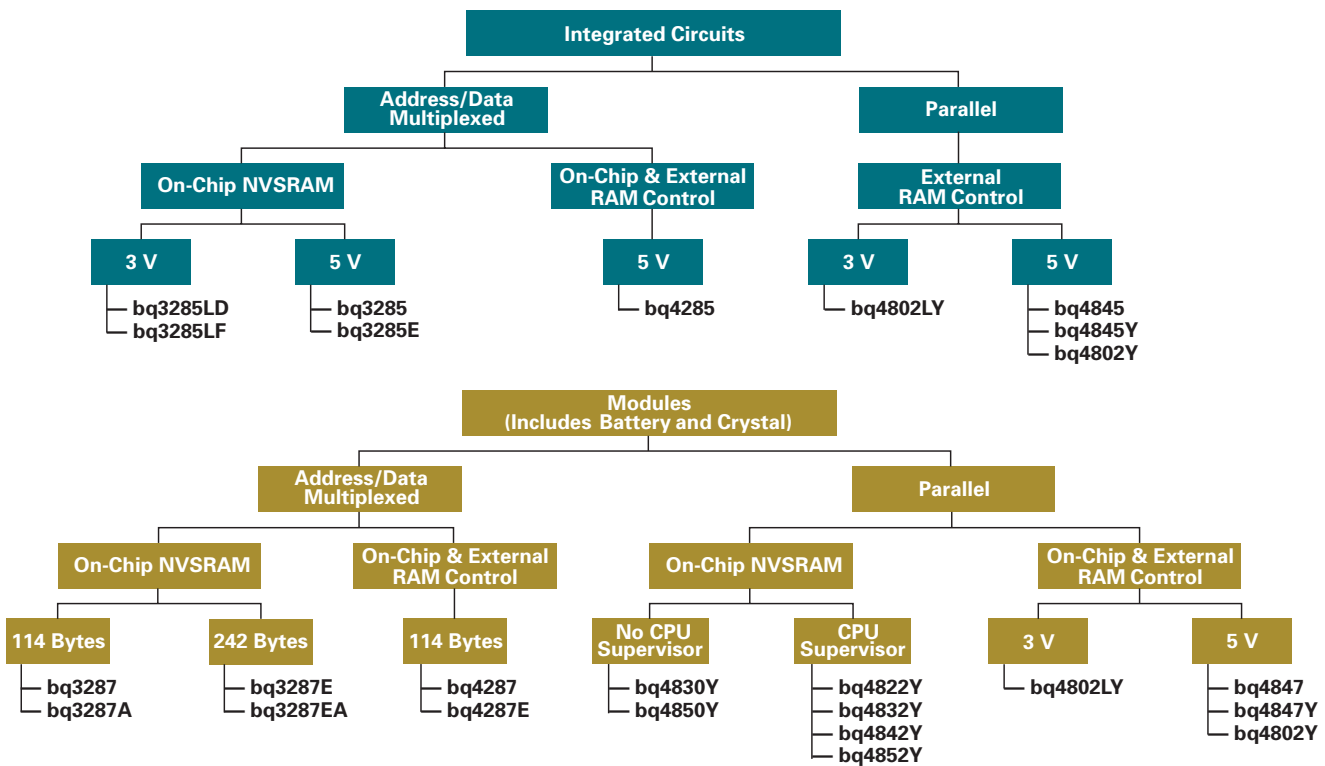 Integrated Circuits
Address/Data
Multiplexed
Parallel
On-Chip NVSRAM
On-Chip & External
RAM Control
External
RAM Control
3 V
5 V
5 V
3 V
5 V
bq3285LD
bq3285LF
bq3285
bq3285E
bq4285
bq4802LY
bq4845
bq4845Y
bq4802Y
Modules
(Includes Battery and Crystal)
Address/Data
Multiplexed
Parallel
On-Chip NVSRAM
On-Chip & External
RAM Control
On-Chip NVSRAM
On-Chip & External
RAM Control
114 Bytes
242 Bytes
114 Bytes
No CPU
Supervisor
CPU
Supervisor
3 V
5 V
bq3287
bq3287A
bq3287E
bq3287EA
bq4287
bq4287E
bq4830Y
bq4850Y
bq4822Y
bq4832Y
bq4842Y
bq4852Y
bq4802LY
bq4847
bq4847Y
bq4802Y